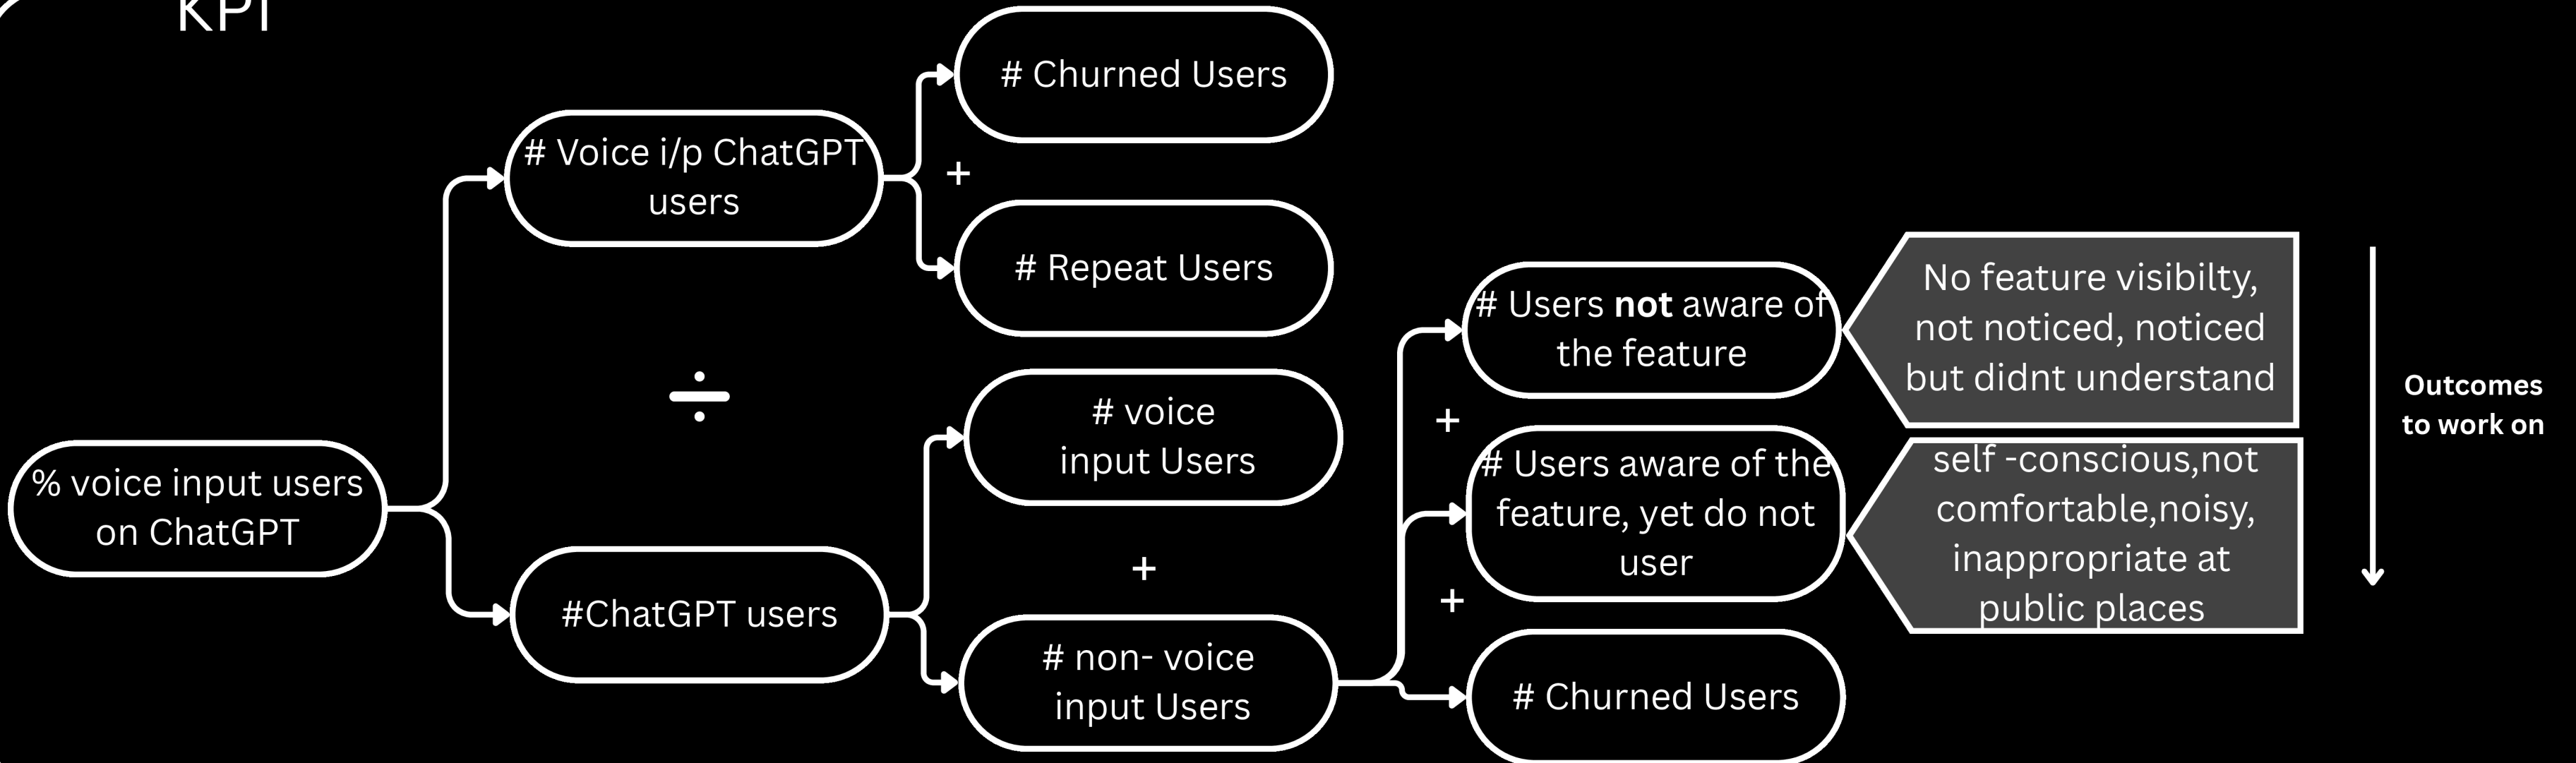 KPI
# Churned Users
# Voice i/p ChatGPT
users
+
# Repeat Users
÷
% voice input users
on ChatGPT
#ChatGPT users
# voice
input Users
+
# non- voice
input Users
# Users not aware of
the feature
+
# Users aware of the
feature, yet do not
user
+
# Churned Users
No feature visibilty,
not noticed, noticed
but didnt understand
self -conscious,not
comfortable,noisy,
inappropriate at
public places
Outcomes
to work on